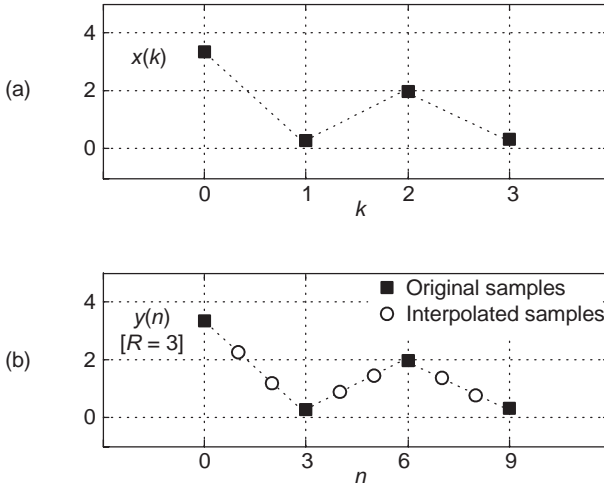 (a)
x(k)
4
2
0
0 1 2 3
k
(b)
y(n)
[R = 3]
Original samples
Interpolated samples
4
2
0
0 3 6 9
n